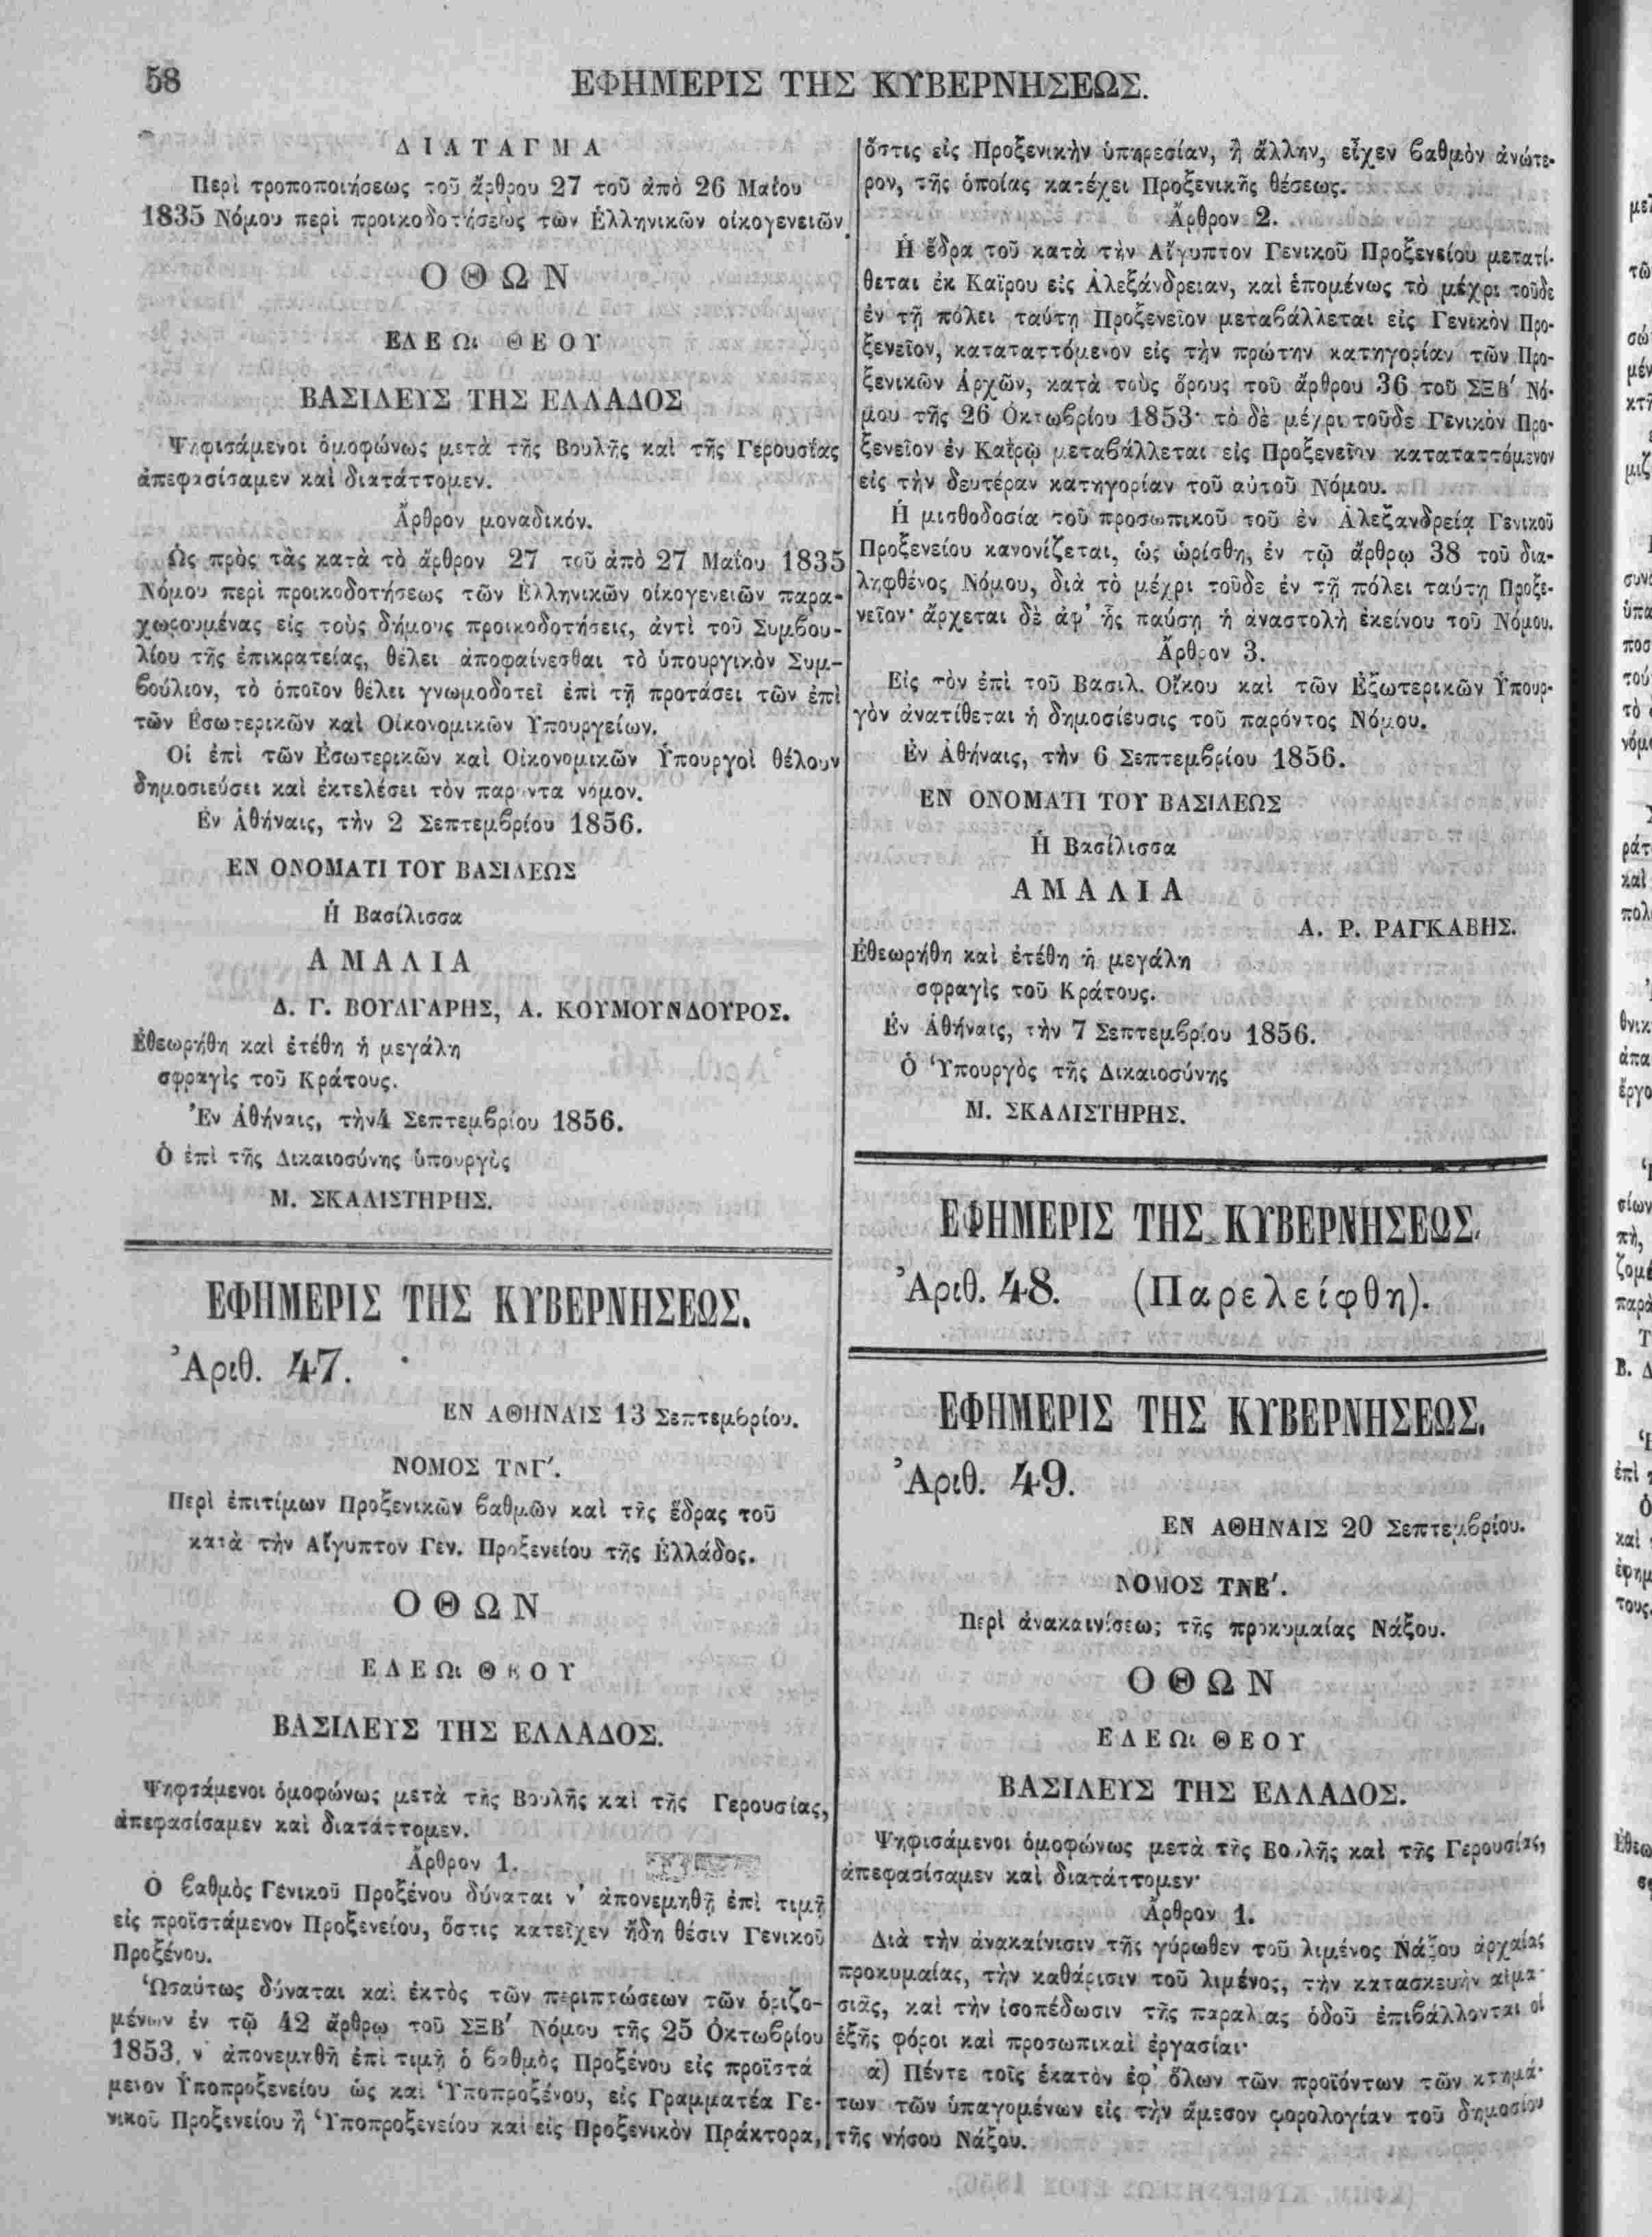 58
ΕΦΗΜΕΡΙΣ ΤΗΣ ΚΥΒΕΡΝΗΣΕΩΣ.
ΔΙΑΤΑΓΜΑ
Περὶ τροποποιήσεως τοῦ ἄρθρου 27 τοῦ ἀπὸ 26 Μαΐου
1835 Νόμου περὶ προικοδοτήσεως τῶν Ἑλληνικῶν οἰκογενειῶν.
ΟΘΩΝ
ΕΛΕΩι ΘΕΟΥ
ΒΑΣΙΛΕΥΣ ΤΗΣ ΕΛΛΑΔΟΣ
Ψηφισάμενοι ὁμοφώνως μετὰ τῆς Βουλῆς καὶ τῆς Γερουσίας
ἀπεφασίσαμεν καὶ διατάττομεν.
Ἄρθρον μοναδικόν.
Ὡς πρὸς τὰς κατὰ τὸ ἄρθρον 27 τοῦ ἀπὸ 27 Μαΐου 1835
Νόμου περὶ προικοδοτήσεως τῶν Ἑλληνικῶν οἰκογενειῶν παρα-
χωρουμένας εἰς τοὺς δήμους προικοδοτήσεις, ἀντὶ τοῦ Συμβου-
λίου τῆς ἐπικρατείας, θέλει ἀποφαίνεσθαι τὸ ὑπουργικὸν Συμ-
βούλιον, τὸ ὁποῖον θέλει γνωμοδοτεῖ ἐπὶ τῇ προτάσει τῶν ἐπὶ
τῶν Ἐσωτερικῶν καὶ Οἰκονομικῶν Ὑπουργείων.
Οἱ ἐπὶ τῶν Ἐσωτερικῶν καὶ Οἰκονομικῶν Ὑπουργοὶ θέλουν
δημοσιεύσει καὶ ἐκτελέσει τὸν παρόντα νόμον.
Ἐν Ἀθήναις, τὴν 2 Σεπτεμβρίου 1856.
ΕΝ ΟΝΟΜΑΤΙ ΤΟΥ ΒΑΣΙΛΕΩΣ
Ἡ Βασίλισσα
ΑΜΑΛΙΑ
Δ. Γ. ΒΟΥΛΓΑΡΗΣ, Α. ΚΟΥΜΟΥΝΔΟΥΡΟΣ.
Ἐθεωρήθη καὶ ἐτέθη ἡ μεγάλη
σφραγὶς τοῦ Κράτους.
Ἐν Ἀθήναις, τὴν 4 Σεπτεμβρίου 1856.
Ὁ ἐπὶ τῆς Δικαιοσύνης ὑπουργὸς
Μ. ΣΚΑΛΙΣΤΗΡΗΣ.
ΕΦΗΜΕΡΙΣ ΤΗΣ ΚΥΒΕΡΝΗΣΕΩΣ.
Ἀριθ. 47.
ΕΝ ΑΘΗΝΑΙΣ 13 Σεπτεμβρίου.
ΝΟΜΟΣ ΤΝΓ'.
Περὶ ἐπιτίμων Προξενικῶν βαθμῶν καὶ τῆς ἕδρας τοῦ
κατὰ τὴν Αἴγυπτον Γεν. Προξενείου τῆς Ἑλλάδος.
ΟΘΩΝ
ΕΛΕΩι ΘΕΟΥ
ΒΑΣΙΛΕΥΣ ΤΗΣ ΕΛΛΑΔΟΣ.
Ψηφσάμενοι ὁμοφώνως μετὰ τῆς Βουλῆς καὶ τῆς Γερουσίας,
ἀπεφασίσαμεν καὶ διατάττομεν.
Ἄρθρον 1.
Ὁ βαθμὸς Γενικοῦ Προξένου δύναται ν' ἀπονεμηθῇ ἐπὶ τιμῇ
εἰς προϊστάμενον Προξενείου, ὅστις κατεῖχεν ἤδη θέσιν Γενικοῦ
Προξένου.
Ὡσαύτως δύναται καὶ ἐκτὸς τῶν περιπτώσεων τῶν ὁριζο-
μένων ἐν τῷ 42 ἄρθρῳ τοῦ ΣΞΒ' Νόμου τῆς 25 Ὀκτωβρίου
1853, ν' ἀπονεμηθῇ ἐπὶ τιμῇ ὁ βαθμὸς Προξένου εἰς προϊστά
μενον Ὑποπροξενείου ὡς καὶ Ὑποπροξένου, εἰς Γραμματέα Γε-
νικοῦ Προξενείου ἢ Ὑποπροξενείου καὶ εἰς Προξενικὸν Πράκτορα,
ὅστις εἰς Προξενικὴν ὑπηρεσίαν, ἢ ἄλλην, εἶχεν βαθμὸν ἀνώτε-
ρον, τῆς ὁποίας κατέχει Προξενικῆς θέσεως.
Ἄρθρον 2.
Ἡ ἕδρα τοῦ κατὰ τὴν Αἴγυπτον Γενικοῦ Προξενείου μετατί-
θεται ἐκ Καΐρου εἰς Ἀλεξάνδρειαν, καὶ ἑπομένως τὸ μέχρι τοῦδε
ἐν τῇ πόλει ταύτῃ Προξενεῖον μεταβάλλεται εἰς Γενικὸν Προ-
ξενεῖον, κατατατόμενον εἰς τὴν πρώτην κατηγορίαν τῶν Προ-
ξενικῶν Ἀρχῶν, κατὰ τοὺς ὅρους τοῦ ἄρθρου 36 τοῦ ΣΞΒ' Νό-
μου τῆς 26 Ὀκτωβρίου 1853· τὸ δὲ μέχρι τοῦδε Γενικὸν Προ-
ξενεῖον ἐν Καΐρῳ μεταβάλλεται εἰς Προξενεῖον κατατατόμενον
εἰς τὴν δευτέραν κατηγορίαν τοῦ αὐτοῦ Νόμου.
Ἡ μισθοδοσία τοῦ προσωπικοῦ τοῦ ἐν Ἀλεξανδρείᾳ Γενικοῦ
Προξενείου κανονίζεται, ὡς ὡρίσθη, ἐν τῷ ἄρθρῳ 38 τοῦ δια-
ληφθένος Νόμου, διὰ τὸ μέχρι τοῦδε ἐν τῇ πόλει ταύτῃ Προξε-
νεῖον· ἄρχεται δὲ ἀφ' ἧς παύσῃ ἡ ἀναστολὴ ἐκείνου τοῦ Νόμου.
Ἄρθρον 3.
Εἰς τὸν ἐπὶ τοῦ Βασιλ. Οἴκου καὶ τῶν Ἐξωτερικῶν Ὑπουρ-
γὸν ἀνατίθεται ἡ δημοσίευσις τοῦ παρόντος Νόμου.
Ἐν Ἀθήναις, τὴν 6 Σεπτεμβρίου 1856.
ΕΝ ΟΝΟΜΑΤΙ ΤΟΥ ΒΑΣΙΛΕΩΣ
Ἡ Βασίλισσα
ΑΜΑΛΙΑ
Α. Ρ. ΡΑΓΚΑΒΗΣ.
Ἐθεωρήθη καὶ ἐτέθη ἡ μεγάλη
σφραγὶς τοῦ Κράτους.
Ἐν Ἀθήναις, τὴν 7 Σεπτεμβρίου 1856.
Ὁ Ὑπουργὸς τῆς Δικαιοσύνης
Μ. ΣΚΑΛΙΣΤΗΡΗΣ.
ΕΦΗΜΕΡΙΣ ΤΗΣ ΚΥΒΕΡΝΗΣΕΩΣ.
Ἀριθ. 48. (Παρελείφθη).
ΕΦΗΜΕΡΙΣ ΤΗΣ ΚΥΒΕΡΝΗΣΕΩΣ.
Ἀριθ. 49.
ΕΝ ΑΘΗΝΑΙΣ 20 Σεπτεμβρίου.
ΝΟΜΟΣ ΤΝΕ'.
Περὶ ἀνακαινίσεως τῆς προκυμαίας Νάξου.
ΟΘΩΝ
ΕΛΕΩι ΘΕΟΥ
ΒΑΣΙΛΕΥΣ ΤΗΣ ΕΛΛΑΔΟΣ.
Ψηφισάμενοι ὁμοφώνως μετὰ τῆς Βουλῆς καὶ τῆς Γερουσίας,
ἀπεφασίσαμεν καὶ διατάττομεν·
Ἄρθρον 1.
Διὰ τὴν ἀνακαίνισιν τῆς γύρωθεν τοῦ λιμένος Νάξου ἀρχαίας
προκυμαίας, τὴν καθάρισιν τοῦ λιμένος, τὴν κατασκευὴν αἱμα-
σιᾶς, καὶ τὴν ἰσοπέδωσιν τῆς παραλίας ὁδοῦ ἐπιβάλλονται οἱ
ἑξῆς φόροι καὶ προσωπικαὶ ἐργασίαι·
α) Πέντε τοῖς ἑκατὸν ἐφ' ὅλων τῶν προϊόντων τῶν κτημά-
των τῶν ὑπαγομένων εἰς τὴν ἄμεσον φορολογίαν τοῦ δημοσίου
τῆς νήσου Νάξου.